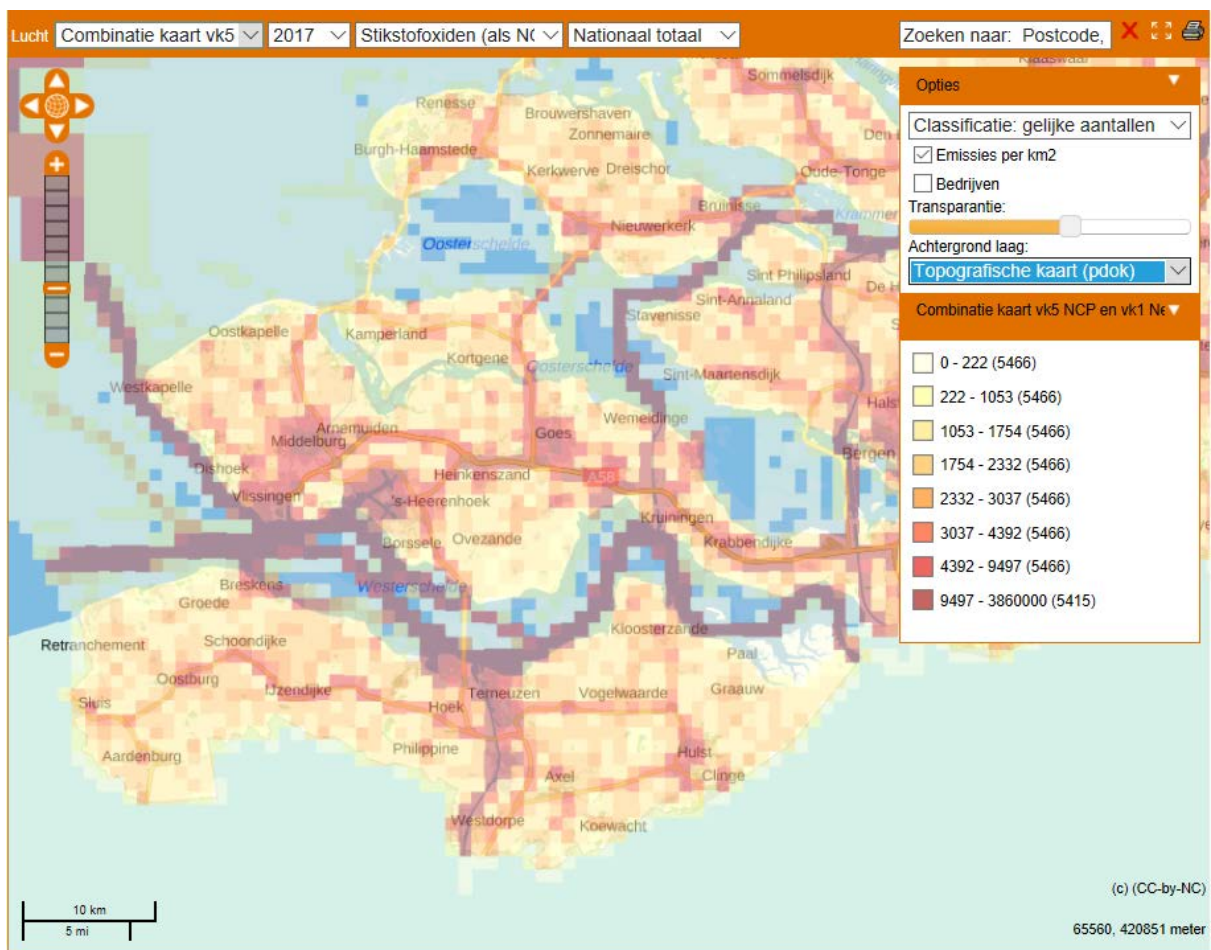 Lucht Combinatie kaart vk5 2017 Stikstofoxiden (als NO Nationaal totaal Zoeken naar: Postcode,
Klaaswaal
Sommelsdijk
Opties
Renesse
Brouwershaven
Classificatie: gelijke aantallen
Zonnemaire
Den
Burgh-Haamstede
Emissies per km2
Kerkwerve Dreischor
Oude-Tonge
Bedrijven
Bruinisse
Transparantie:
Krammer
Nieuwerkerk
Oosterschelde
Achtergrond laag:
Topografische kaart (pdok)
Sint Philipsland
De H
Sint-Annaland
Stavenisse
Combinatie kaart vk5 NCP en vk1 Ne
Oostkapelle
Kamperland
Kortgene
Oosterschelde
0 - 222 (5466)
Sint-Maartensdijk
Westkapelle
222 - 1053 (5466)
Hals
Wemeldinge
Arnemuiden
1053 - 1754 (5466)
Goes
Middelburg
Bergen
1754 - 2332 (5466)
Dishoek
Heinkenszand
A58
Vlissingen
's-Heerenhoek
2332 - 3037 (5466)
Kruiningen
3037 - 4392 (5466)
Borssele
Ovezande
Krabbendijke
4392 - 9497 (5466)
Breskens
Westerschelde
9497 - 3860000 (5415)
Groede
Kloosterzande
Retranchement
Schoondijke
Paal
Oostburg
IJzendijke
Terneuzen
Vogelwaarde
Graauw
Sluis
Hoek
Philippine
Hulst
Aardenburg
Axel
Clinge
Westdorpe
Koewacht
(c) (CC-by-NC)
10 km
5 mi
65560, 420851 meter